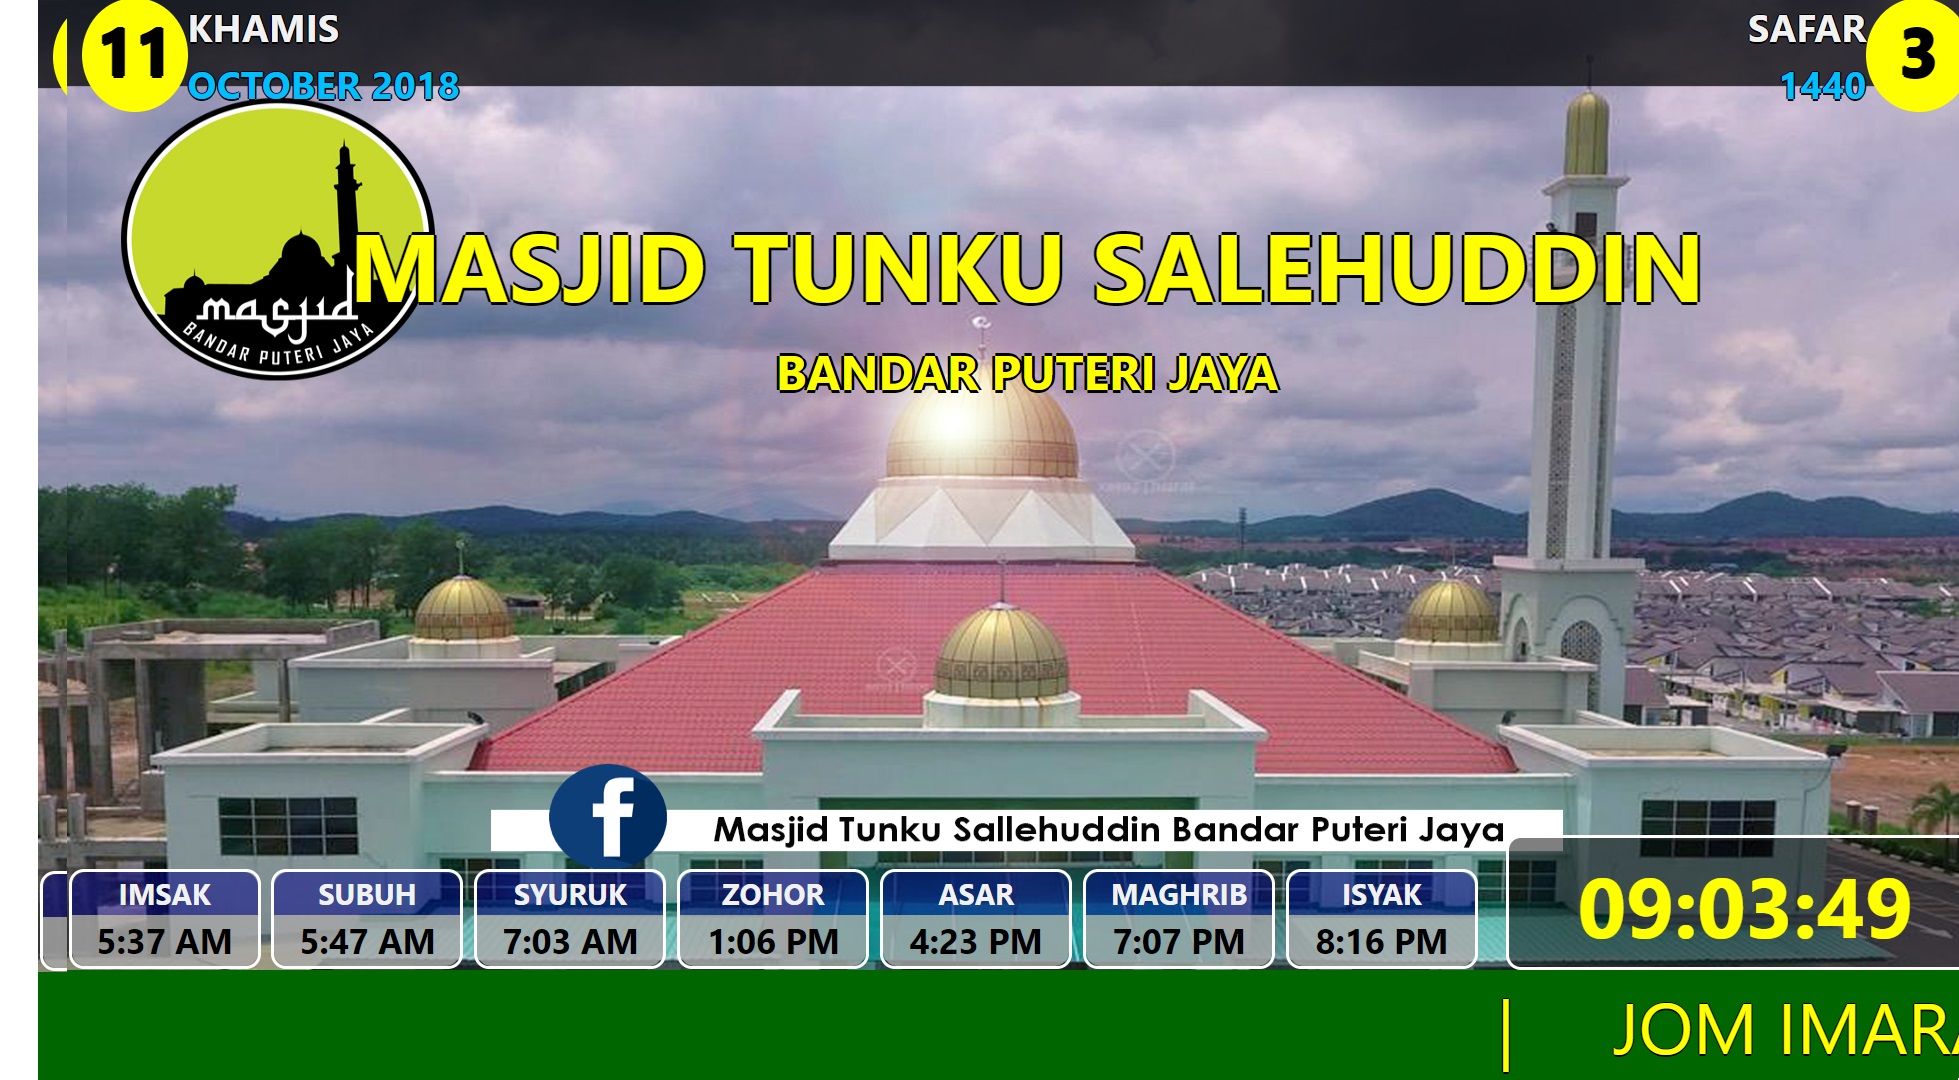 11
KHAMIS
OCTOBER 2018
SAFAR
1440
3
masjid
BANDAR PUTERI JAYA
MASJID TUNKU SALEHUDDIN
BANDAR PUTERI JAYA
f
Masjid Tunku Sallehuddin Bandar Puteri Jaya
IMSAK SUBUH SYURUK ZOHOR ASAR MAGHRIB ISYAK
5:37 AM 5:47 AM 7:03 AM 1:06 PM 4:23 PM 7:07 PM 8:16 PM
09:03:49
| JOM IMARA